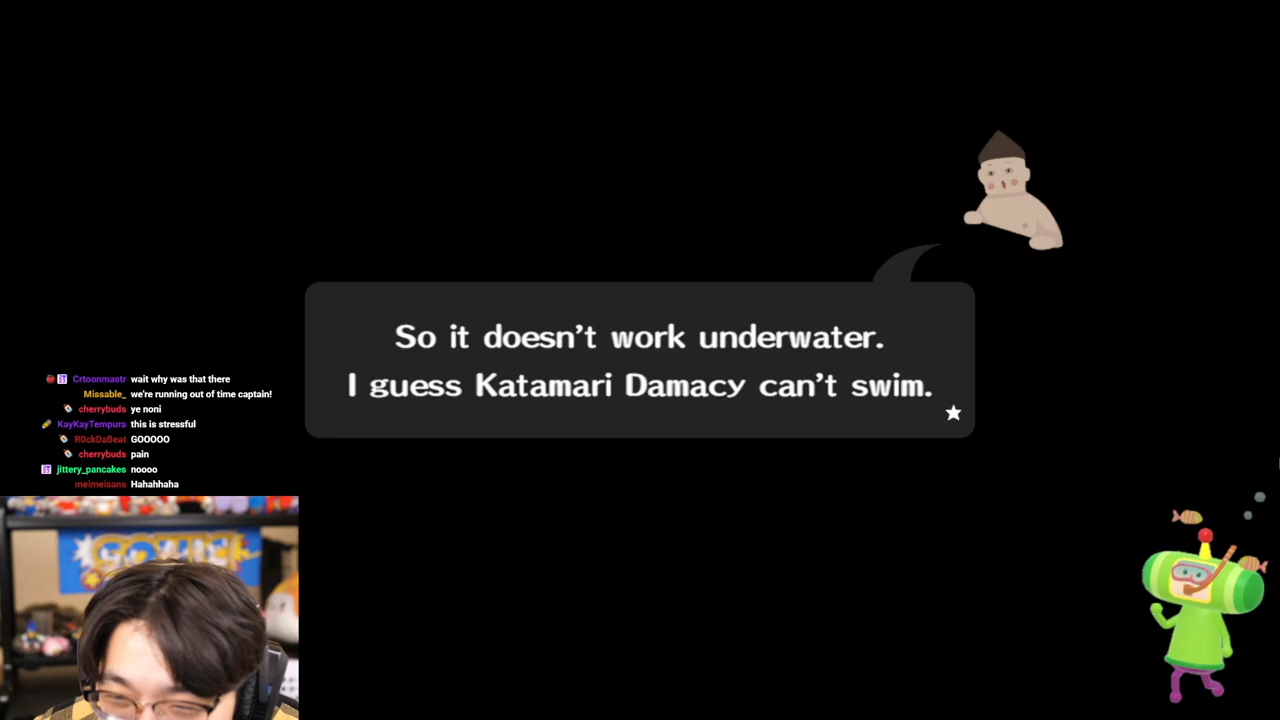 So it doesn't work underwater.
I guess Katamari Damacy can't swim.
Crtoonmastr wait why was that there
Missable_ we're running out of time captain!
cherrybuds ye noni
KayKayTempura this is stressful
R0ckDaBeat GOOOOO
cherrybuds pain
jittery_pancakes noooo
meimeisans Hahahhaha
SONIC